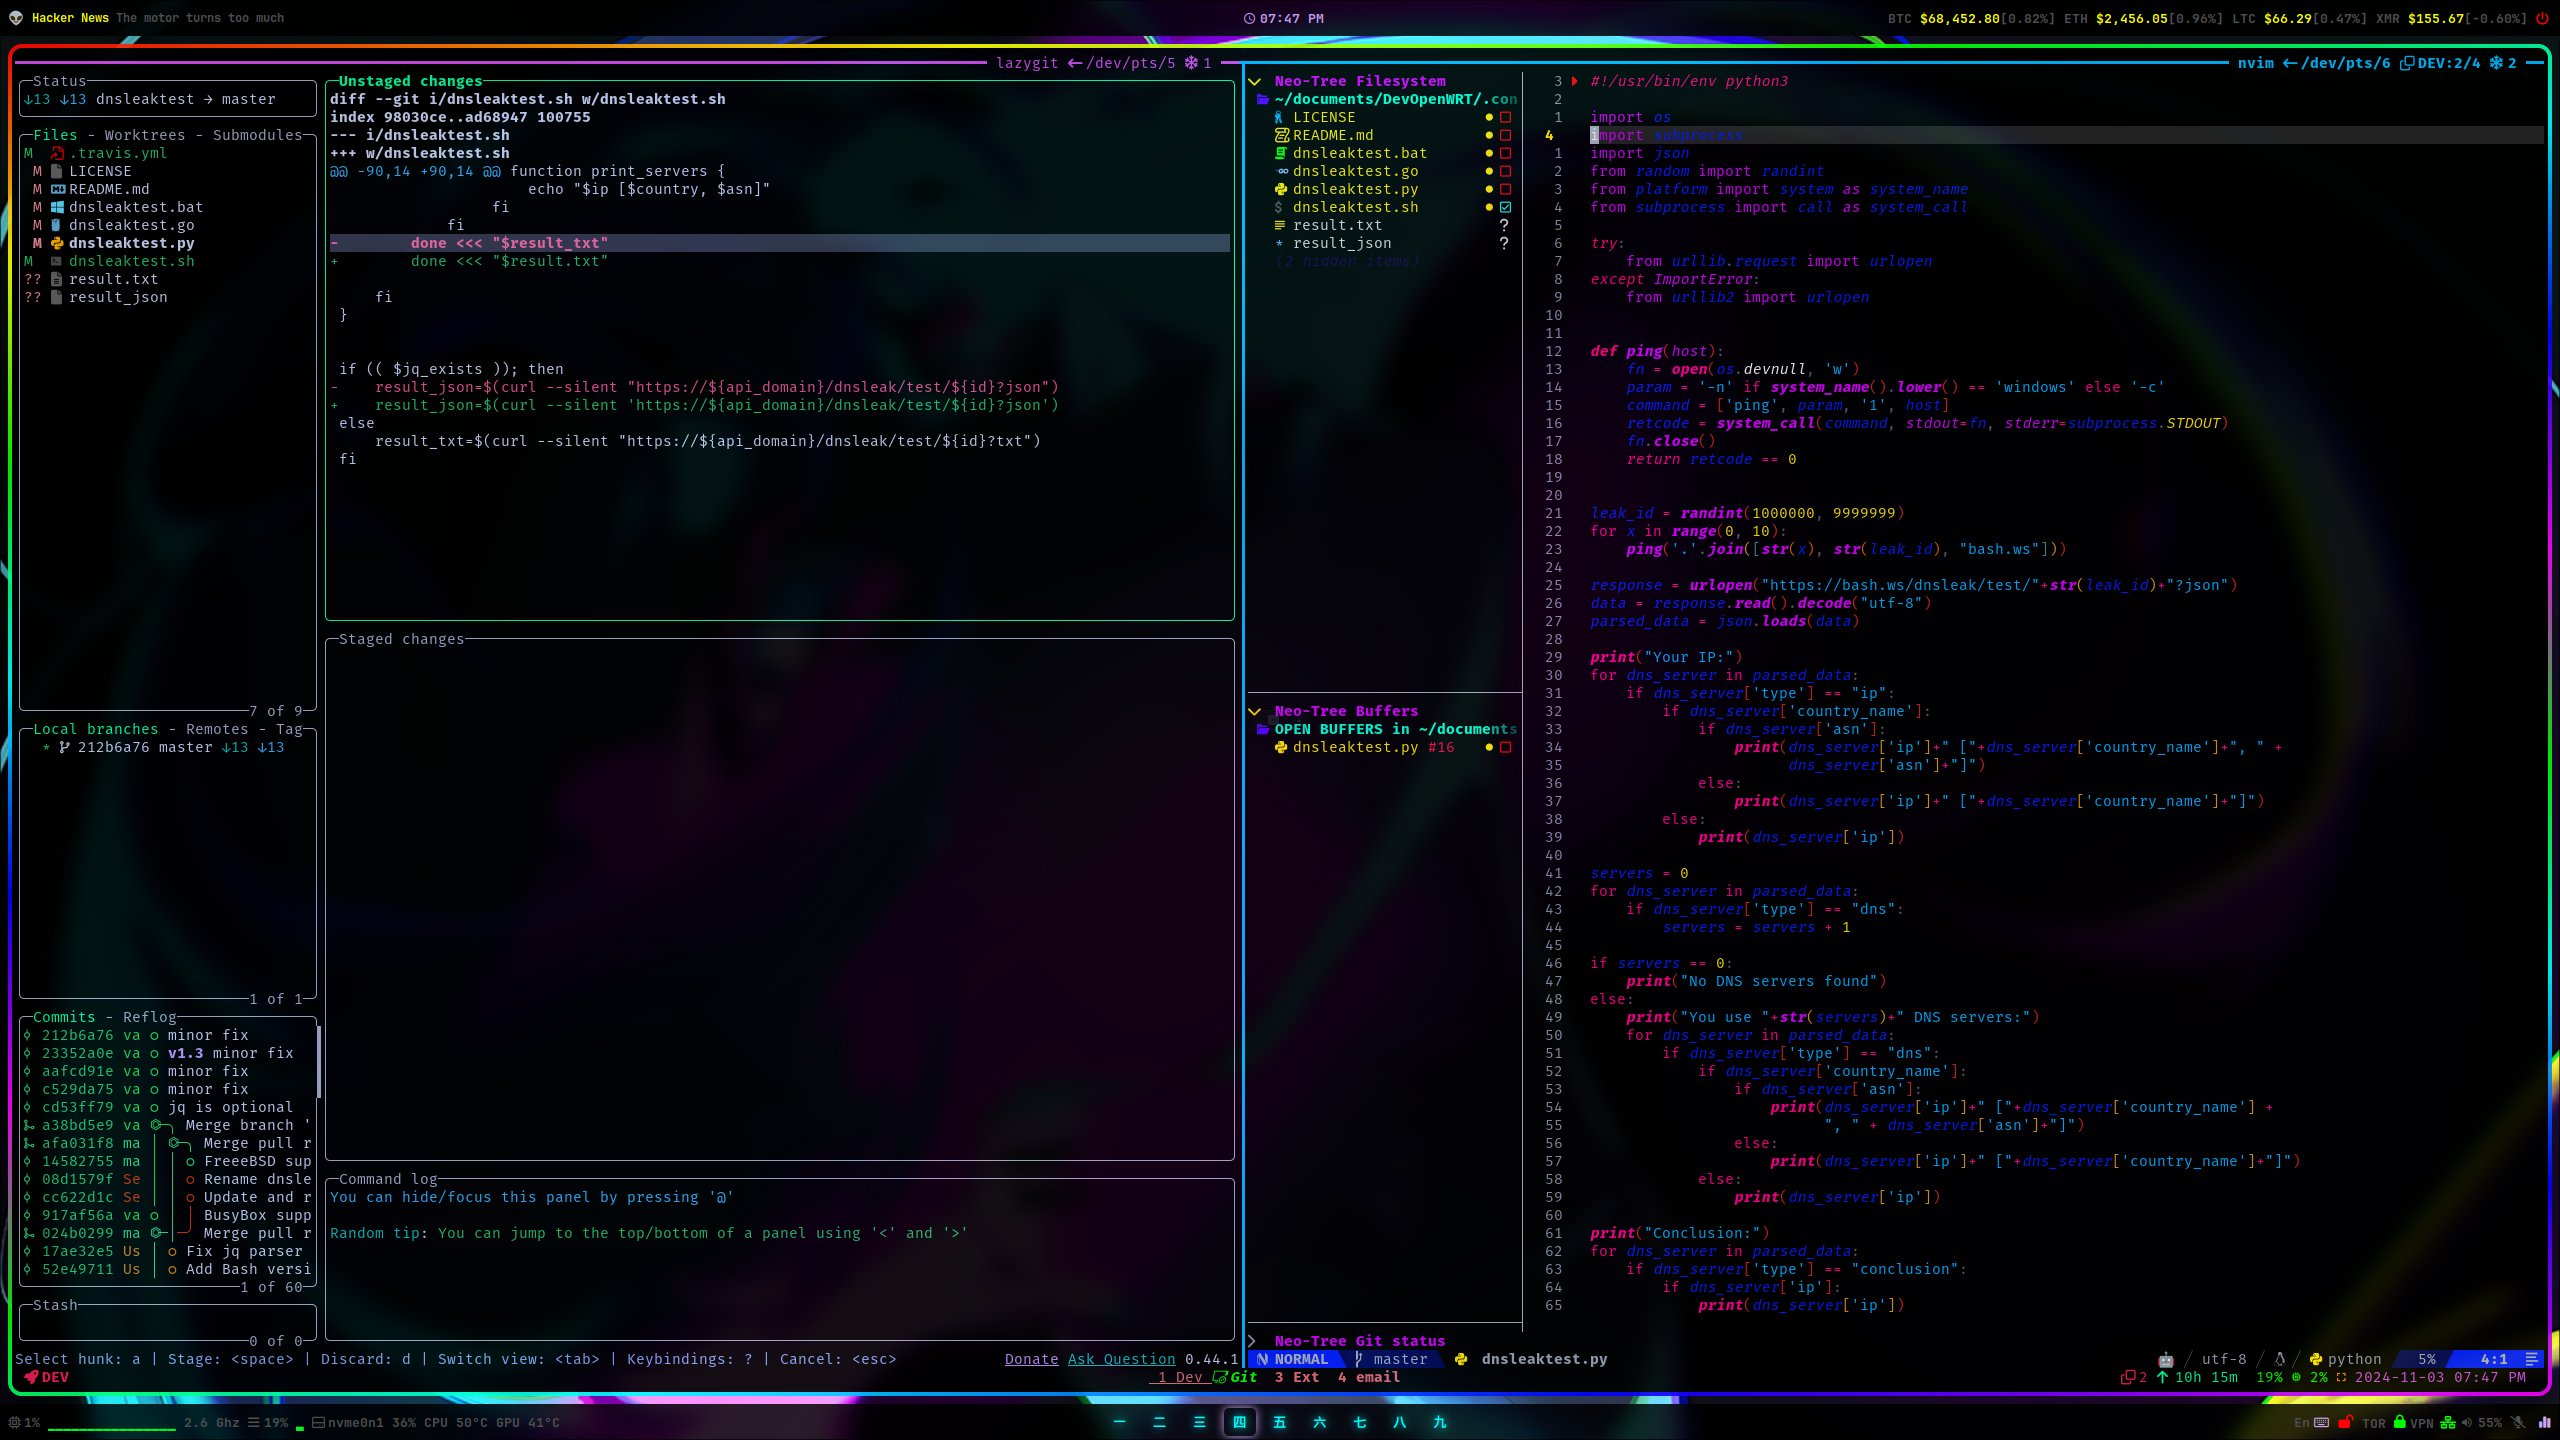 Hacker News The motor turns too much
07:47 PM
BTC $68,452.80[0.82%] ETH $2,456.05[0.96%] LTC $66.29[0.47%] XMR $155.67[-0.60%]
lazygit ←/dev/pts/5 1
Status
↓13 ↓13 dnsleaktest → master
Files - Worktrees - Submodules
M .travis.yml
M LICENSE
M README.md
M dnsleaktest.bat
M dnsleaktest.go
M dnsleaktest.py
M dnsleaktest.sh
?? result.txt
?? result_json
7 of 9
Local branches - Remotes - Tag
* 212b6a76 master ↓13 ↓13
1 of 1
Commits - Reflog
212b6a76 va ○ minor fix
23352a0e va ○ v1.3 minor fix
aafcd91e va ○ minor fix
c529da75 va ○ minor fix
cd53ff79 va ○ jq is optional
a38bd5e9 va Merge branch '
afa031f8 ma Merge pull r
14582755 ma ○ FreeeBSD sup
08d1579f Se ○ Rename dnsle
cc622d1c Se ○ Update and r
917af56a va ○ BusyBox supp
024b0299 ma Merge pull r
17ae32e5 Us ○ Fix jq parser
52e49711 Us ○ Add Bash versi
1 of 60
Stash
0 of 0
Unstaged changes
diff --git i/dnsleaktest.sh w/dnsleaktest.sh
index 98030ce..ad68947 100755
--- i/dnsleaktest.sh
+++ w/dnsleaktest.sh
@@ -90,14 +90,14 @@ function print_servers {
echo "$ip [$country, $asn]"
fi
fi
-        done <<< "$result_txt"
+        done <<< "$result.txt"
fi
}
if (( $jq_exists )); then
-    result_json=$(curl --silent "https://${api_domain}/dnsleak/test/${id}?json")
+    result_json=$(curl --silent 'https://${api_domain}/dnsleak/test/${id}?json')
else
result_txt=$(curl --silent "https://${api_domain}/dnsleak/test/${id}?txt")
fi
Staged changes
Command log
You can hide/focus this panel by pressing '@'
Random tip: You can jump to the top/bottom of a panel using '<' and '>'
Select hunk: a | Stage: <space> | Discard: d | Switch view: <tab> | Keybindings: ? | Cancel: <esc>
Donate Ask Question 0.44.1
nvim ←/dev/pts/6 DEV:2/4 2
Neo-Tree Filesystem
~/documents/DevOpenWRT/.con
LICENSE
README.md
dnsleaktest.bat
dnsleaktest.go
dnsleaktest.py
$ dnsleaktest.sh
result.txt ?
* result_json ?
(2 hidden items)
Neo-Tree Buffers
OPEN BUFFERS in ~/documents
dnsleaktest.py #16
Neo-Tree Git status
3 #!/usr/bin/env python3
2
1 import os
4 import subprocess
1 import json
2 from random import randint
3 from platform import system as system_name
4 from subprocess import call as system_call
5
6 try:
7     from urllib.request import urlopen
8 except ImportError:
9     from urllib2 import urlopen
10
11
12 def ping(host):
13     fn = open(os.devnull, 'w')
14     param = '-n' if system_name().lower() == 'windows' else '-c'
15     command = ['ping', param, '1', host]
16     retcode = system_call(command, stdout=fn, stderr=subprocess.STDOUT)
17     fn.close()
18     return retcode == 0
19
20
21 leak_id = randint(1000000, 9999999)
22 for x in range(0, 10):
23     ping('.'.join([str(x), str(leak_id), "bash.ws"]))
24
25 response = urlopen("https://bash.ws/dnsleak/test/"+str(leak_id)+"?json")
26 data = response.read().decode("utf-8")
27 parsed_data = json.loads(data)
28
29 print("Your IP:")
30 for dns_server in parsed_data:
31     if dns_server['type'] == "ip":
32         if dns_server['country_name']:
33             if dns_server['asn']:
34                 print(dns_server['ip']+" ["+dns_server['country_name']+", " +
35                       dns_server['asn']+"]")
36             else:
37                 print(dns_server['ip']+" ["+dns_server['country_name']+"]")
38         else:
39             print(dns_server['ip'])
40
41 servers = 0
42 for dns_server in parsed_data:
43     if dns_server['type'] == "dns":
44         servers = servers + 1
45
46 if servers == 0:
47     print("No DNS servers found")
48 else:
49     print("You use "+str(servers)+" DNS servers:")
50     for dns_server in parsed_data:
51         if dns_server['type'] == "dns":
52             if dns_server['country_name']:
53                 if dns_server['asn']:
54                     print(dns_server['ip']+" ["+dns_server['country_name'] +
55                           ", " + dns_server['asn']+"]")
56                 else:
57                     print(dns_server['ip']+" ["+dns_server['country_name']+"]")
58             else:
59                 print(dns_server['ip'])
60
61 print("Conclusion:")
62 for dns_server in parsed_data:
63     if dns_server['type'] == "conclusion":
64         if dns_server['ip']:
65             print(dns_server['ip'])
NORMAL master dnsleaktest.py
utf-8 python 5% 4:1
DEV
1 Dev Git 3 Ext 4 email
2 10h 15m 19% 2% 2024-11-03 07:47 PM
1% 2.6 Ghz 19% nvme0n1 36% CPU 50°C GPU 41°C
一 二 三 四 五 六 七 八 九
En TOR VPN 55%